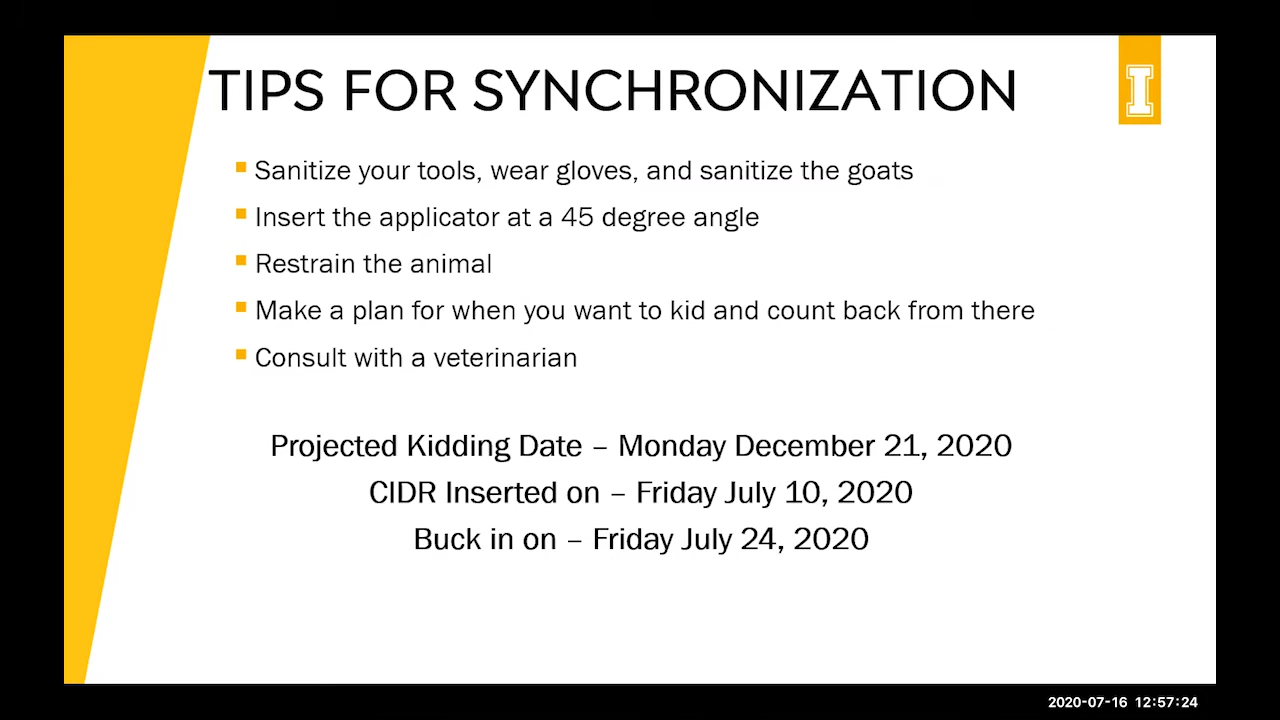 TIPS FOR SYNCHRONIZATION
I
Sanitize your tools, wear gloves, and sanitize the goats
Insert the applicator at a 45 degree angle
Restrain the animal
Make a plan for when you want to kid and count back from there
Consult with a veterinarian
Projected Kidding Date – Monday December 21, 2020
CIDR Inserted on – Friday July 10, 2020
Buck in on – Friday July 24, 2020
2020-07-16 12:57:24